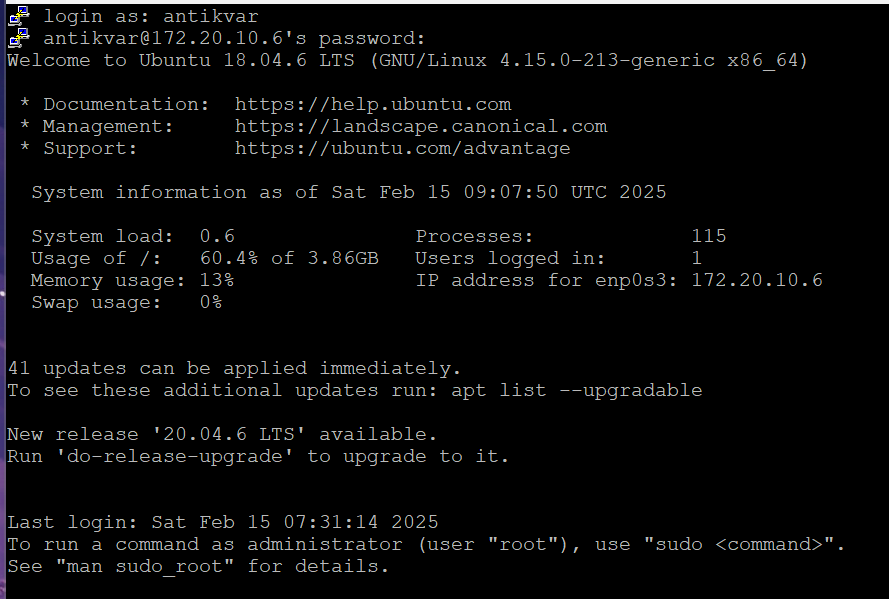 login as: antikvar
antikvar@172.20.10.6's password:
Welcome to Ubuntu 18.04.6 LTS (GNU/Linux 4.15.0-213-generic x86_64)
* Documentation:  https://help.ubuntu.com
* Management:     https://landscape.canonical.com
* Support:        https://ubuntu.com/advantage
System information as of Sat Feb 15 09:07:50 UTC 2025
System load:  0.6               Processes:             115
Usage of /:   60.4% of 3.86GB   Users logged in:       1
Memory usage: 13%               IP address for enp0s3: 172.20.10.6
Swap usage:   0%
41 updates can be applied immediately.
To see these additional updates run: apt list --upgradable
New release '20.04.6 LTS' available.
Run 'do-release-upgrade' to upgrade to it.
Last login: Sat Feb 15 07:31:14 2025
To run a command as administrator (user "root"), use "sudo <command>".
See "man sudo_root" for details.